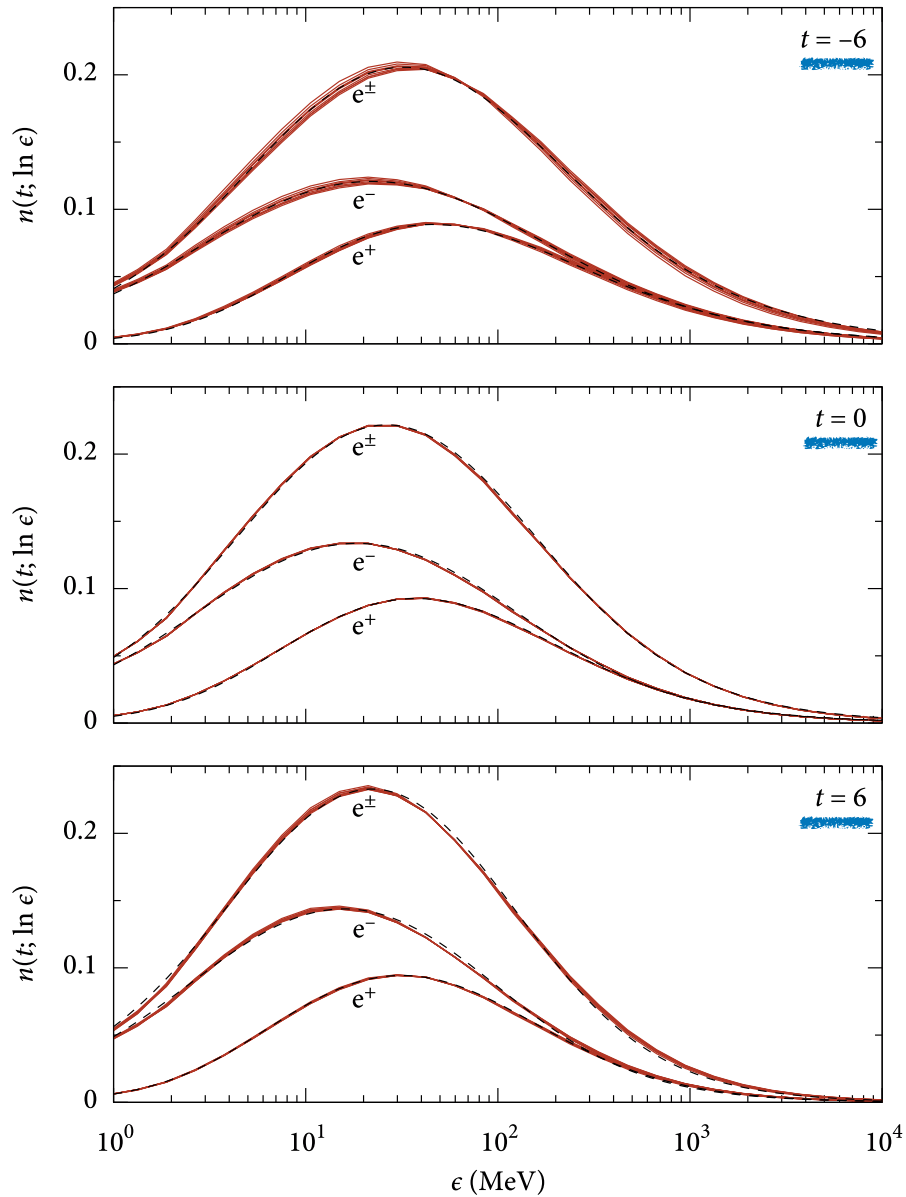 t = –6
0.2
e±
n(t; ln ϵ)
0.1
e⁻
e⁺
0
t = 0
0.2
e±
n(t; ln ϵ)
e⁻
0.1
e⁺
0
t = 6
0.2
e±
n(t; ln ϵ)
e⁻
0.1
e⁺
0
10⁰ 10¹ 10² 10³ 10⁴
ϵ (MeV)